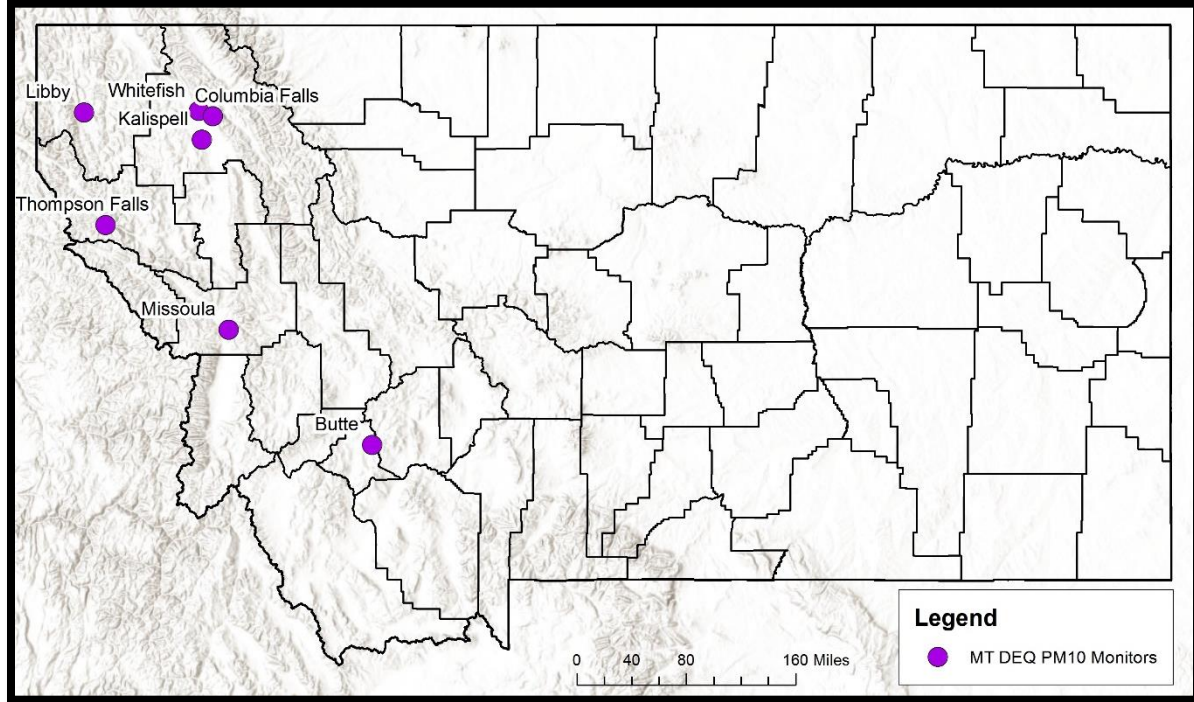 Libby
Whitefish
Columbia Falls
Kalispell
Thompson Falls
Missoula
Butte
Legend
MT DEQ PM10 Monitors
0 40 80 160 Miles